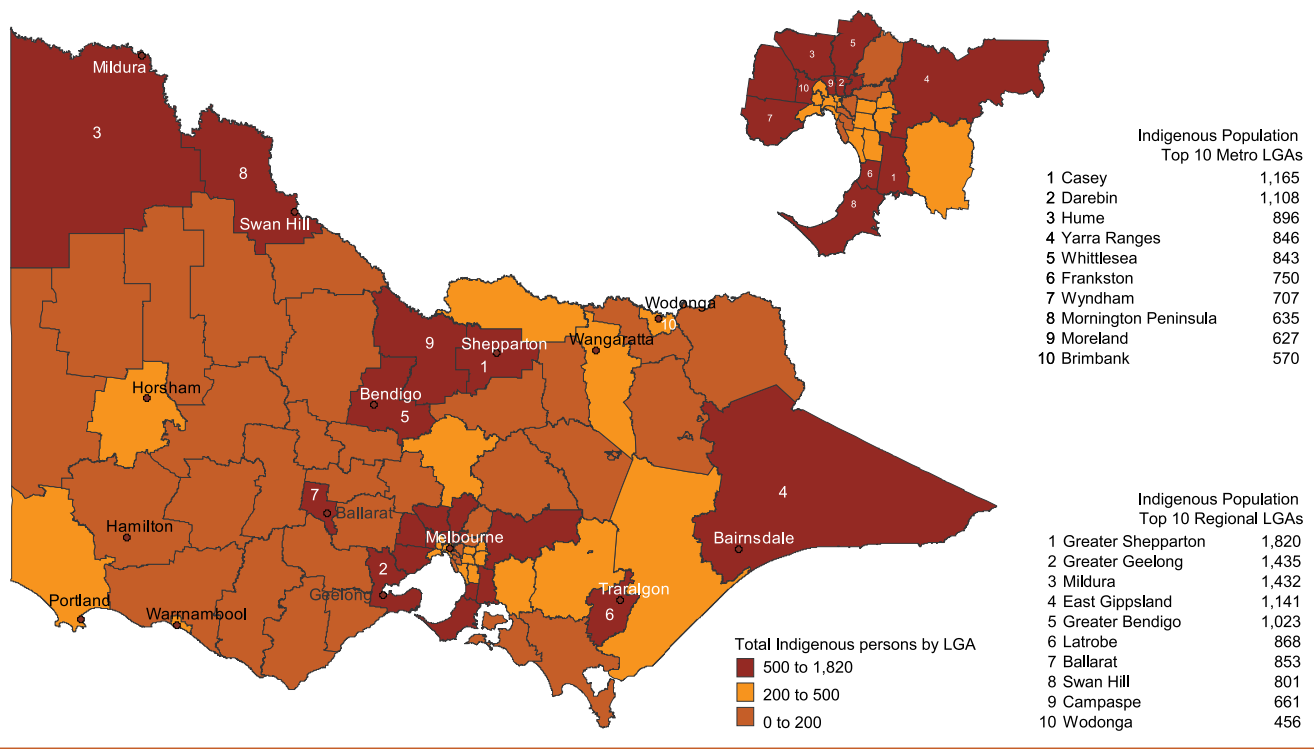 Mildura
3
8
Swan Hill
Wodonga
10
9
Shepparton
1
Wangaratta
Bendigo
5
Horsham
7
Ballarat
4
Hamilton
Melbourne
Bairnsdale
2
Geelong
Traralgon
6
Portland
Warrnambool
5
3
4
10
9
2
7
6
1
8
Indigenous Population
Top 10 Metro LGAs
1 Casey 1,165
2 Darebin 1,108
3 Hume 896
4 Yarra Ranges 846
5 Whittlesea 843
6 Frankston 750
7 Wyndham 707
8 Mornington Peninsula 635
9 Moreland 627
10 Brimbank 570
Indigenous Population
Top 10 Regional LGAs
1 Greater Shepparton 1,820
2 Greater Geelong 1,435
3 Mildura 1,432
4 East Gippsland 1,141
5 Greater Bendigo 1,023
6 Latrobe 868
7 Ballarat 853
8 Swan Hill 801
9 Campaspe 661
10 Wodonga 456
Total Indigenous persons by LGA
500 to 1,820
200 to 500
0 to 200